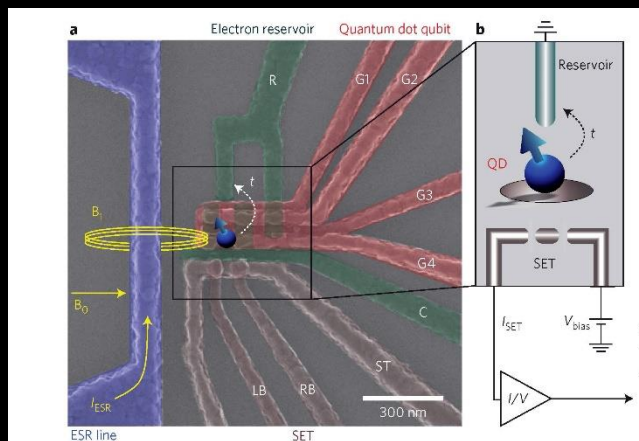 a
Electron reservoir
Quantum dot qubit
R
G1
G2
t
G3
B1
G4
B0
C
ST
IESR
LB
RB
300 nm
ESR line
SET
b
Reservoir
t
QD
SET
ISET
Vbias
I/V